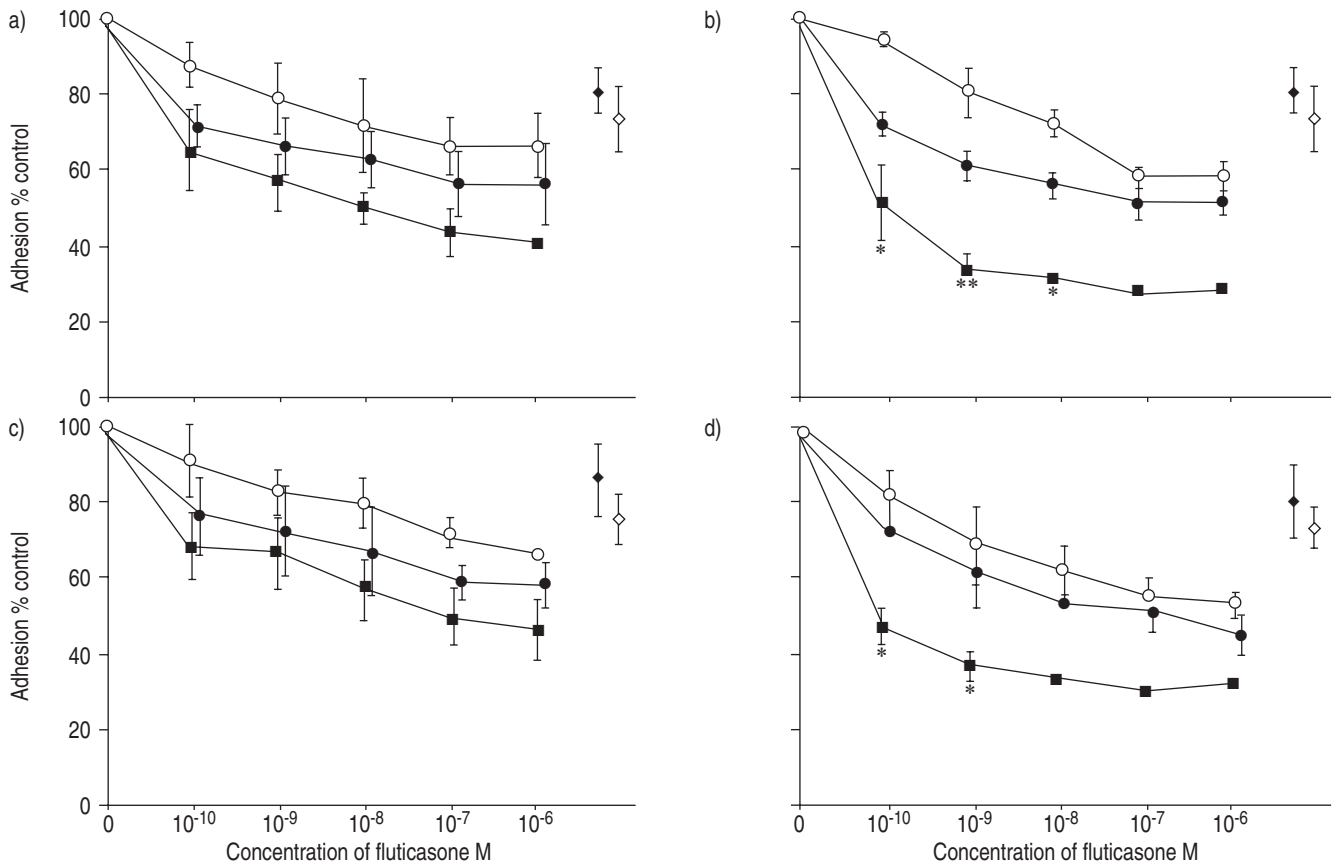 a)
b)
100
80
60
40
20
0
Adhesion % control
*
**
*
c)
d)
100
80
60
40
20
0
Adhesion % control
*
*
0 10⁻¹⁰ 10⁻⁹ 10⁻⁸ 10⁻⁷ 10⁻⁶
Concentration of fluticasone M
0 10⁻¹⁰ 10⁻⁹ 10⁻⁸ 10⁻⁷ 10⁻⁶
Concentration of fluticasone M